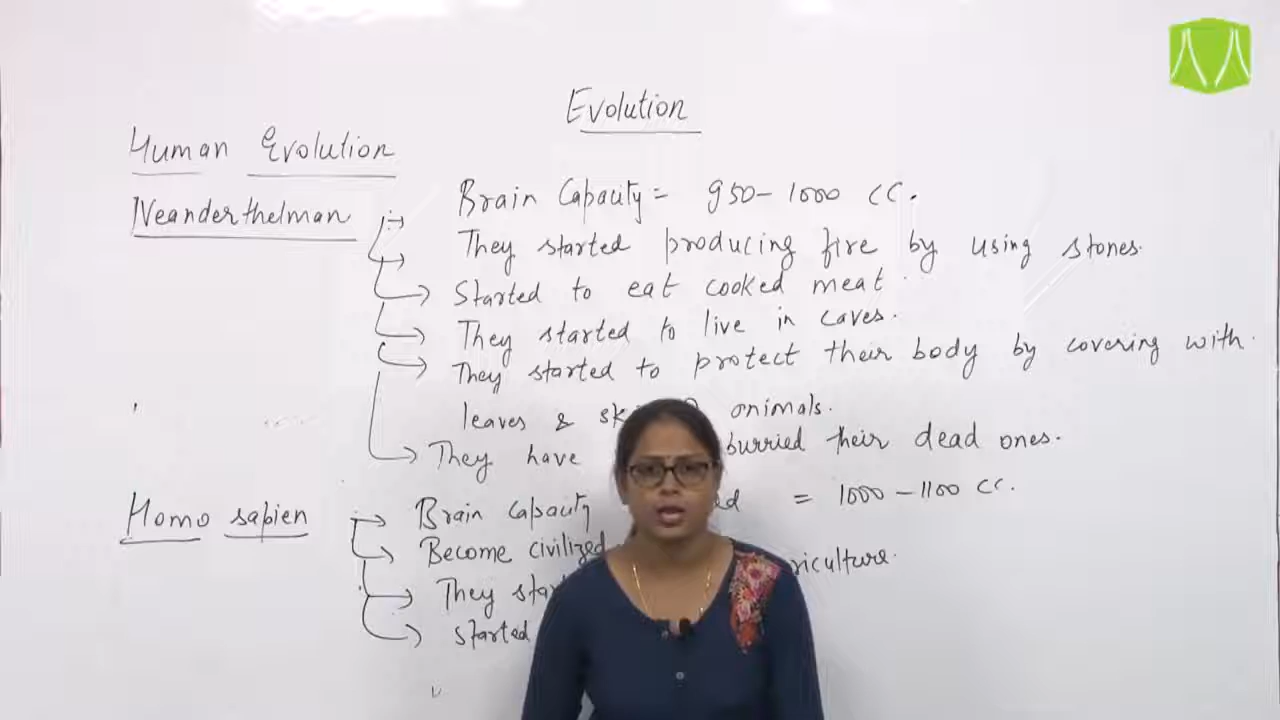 Evolution
Human Evolution
Neanderthelman
Brain Capacity = 950-1000 CC.
They started producing fire by using stones.
Started to eat cooked meat.
They started to live in caves.
They started to protect their body by covering with
leaves & animals.
They have burried their dead ones.
Homo sapien
Brain Capacity = 1000-1100 CC.
Become civilized
They
started